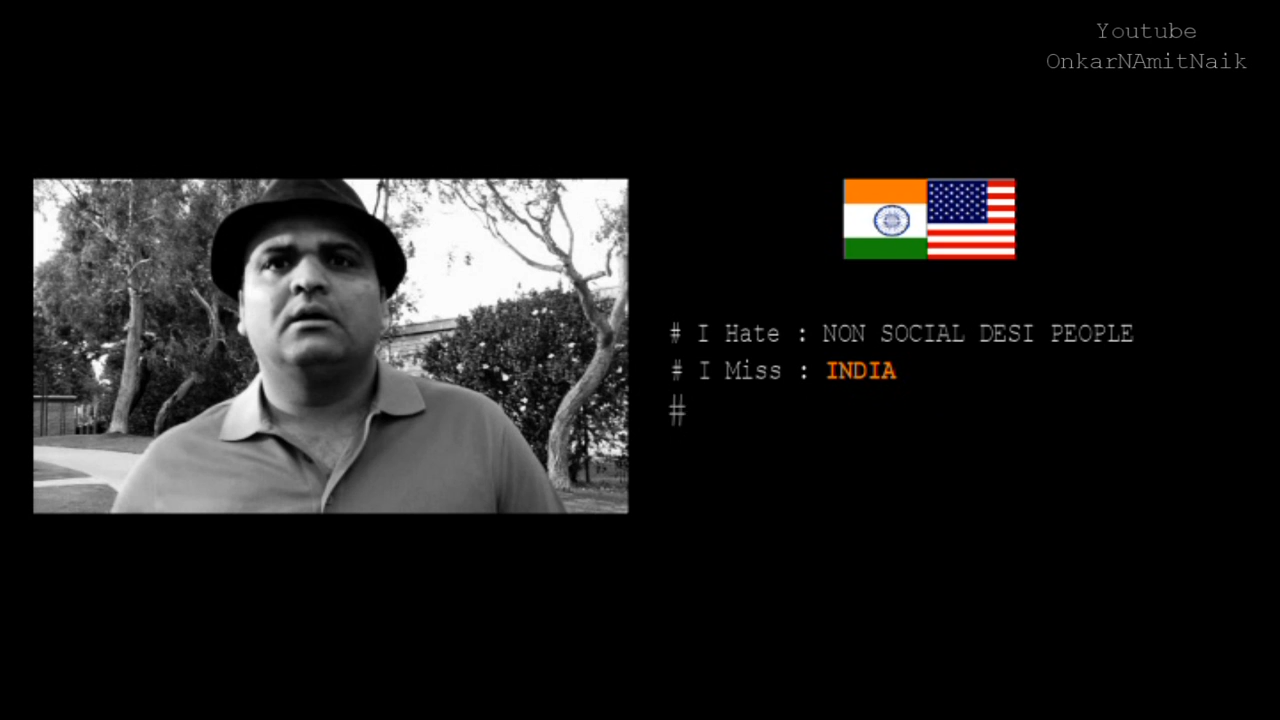 Youtube
OnkarNAmitNaik
# I Hate : NON SOCIAL DESI PEOPLE
# I Miss : INDIA
#